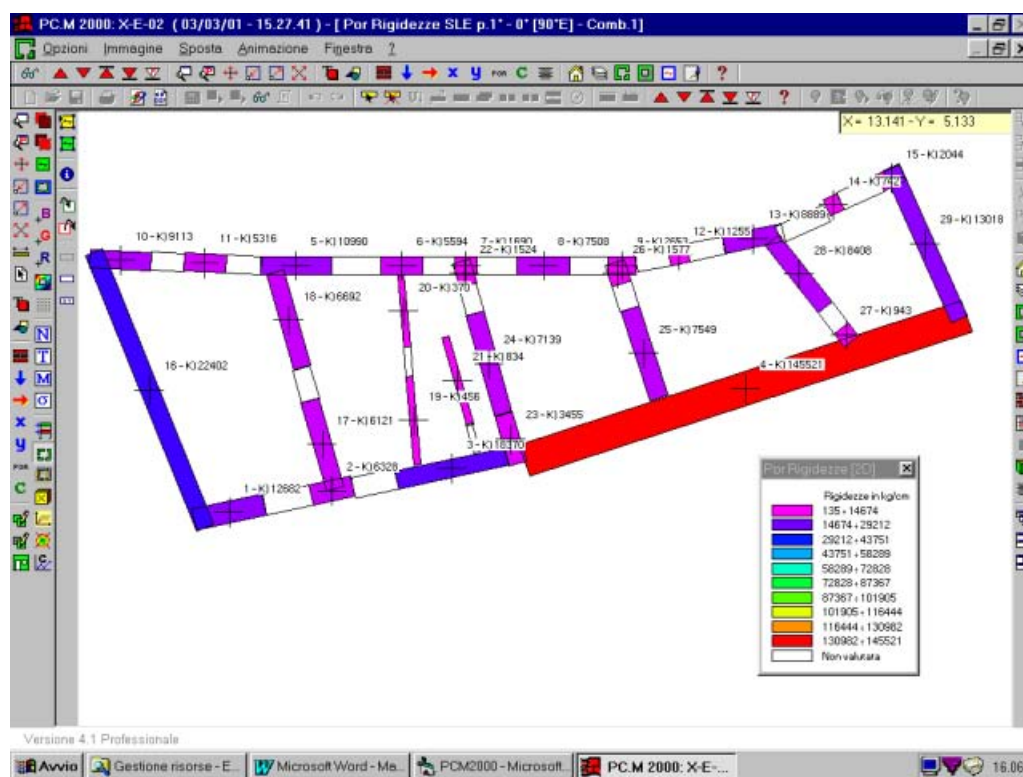 PC.M 2000: X-E-02 ( 03/03/01 - 15.27.41 ) - [ Por Rigidezze SLE p.1° - 0° [90°E] - Comb.1]
Opzioni Immagine Sposta Animazione Finestra ?
X = 13.141 - Y = 5.133
15-K)2044
14-K)742
13-K)8889
29-K)13018
12-K)1255
10-K)9113
11-K)5316
5-K)10990
6-K)5594
7-K)1690
8-K)7508
9-K)2653
22-K)1524
26-K)1577
28-K)8408
18-K)6692
20-K)370
27-K)943
24-K)7139
25-K)7549
21-K)834
16-K)22402
4-K)145521
19-K)456
17-K)6121
23-K)3455
3-K)18370
2-K)6328
1-K)12682
Por Rigidezze [2D]
Rigidezze in kg/cm
135÷14674
14674÷29212
29212÷43751
43751÷58289
58289÷72828
72828÷87367
87367÷101905
101905÷116444
116444÷130982
130982÷145521
Non valutata
Versione 4.1 Professionale
Avvio Gestione risorse - E... Microsoft Word - Ma... PCM2000 - Microsoft... PC.M 2000: X-E-... 16.06